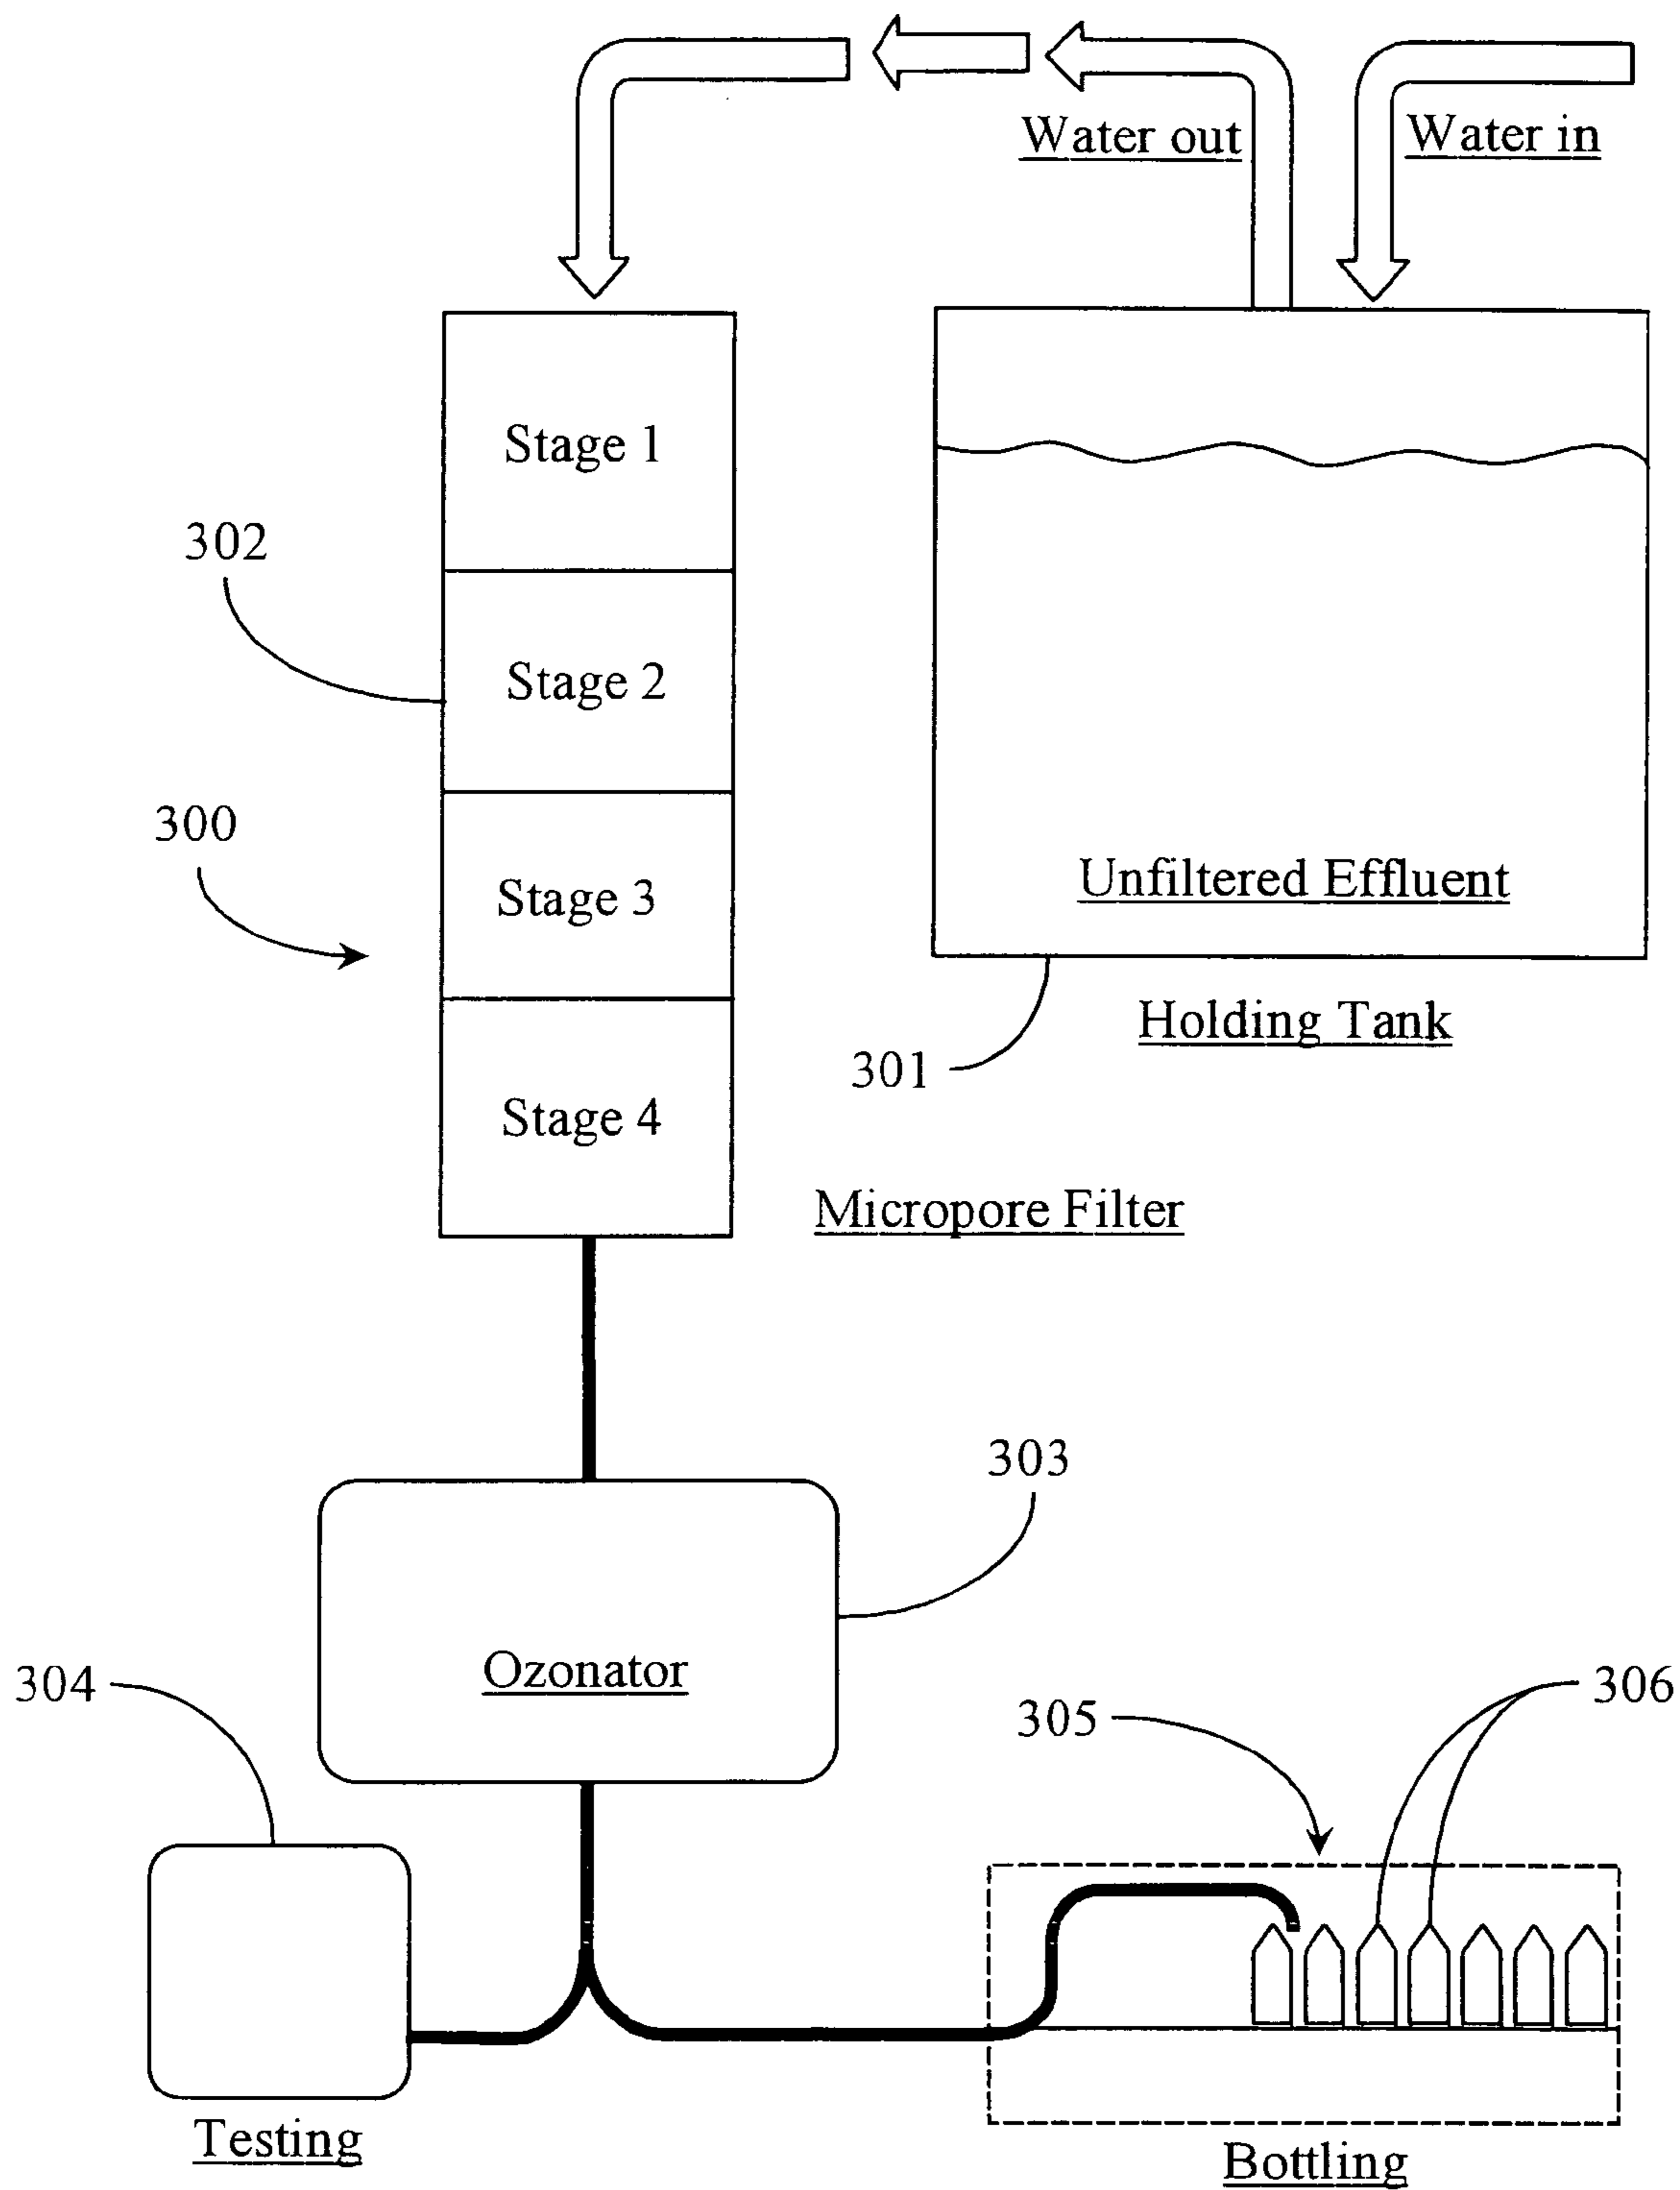 Water out
Water in
Stage 1
302
Stage 2
300
Stage 3
Unfiltered Effluent
Holding Tank
301
Stage 4
Micropore Filter
303
Ozonator
304
305
306
Testing
Bottling